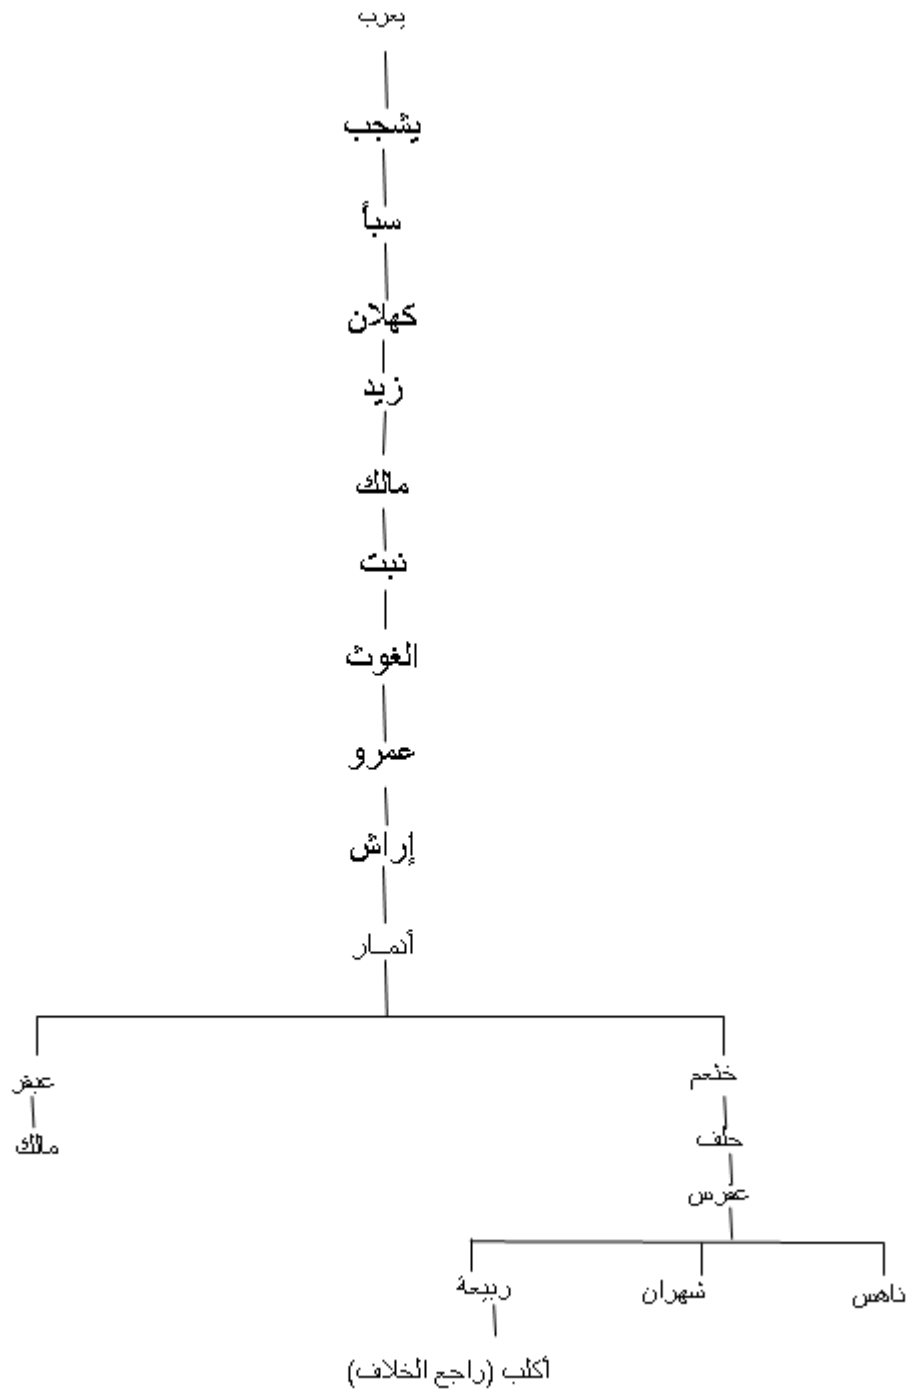 يعرب
يشجب
سبأ
كهلان
زيد
مالك
نبت
الغوث
عمرو
إراش
أنمــار
خثعم
عبقر
حلف
مالك
عفرس
ناهس
شهران
ربيعة
أكلب (راجع الخلاف)